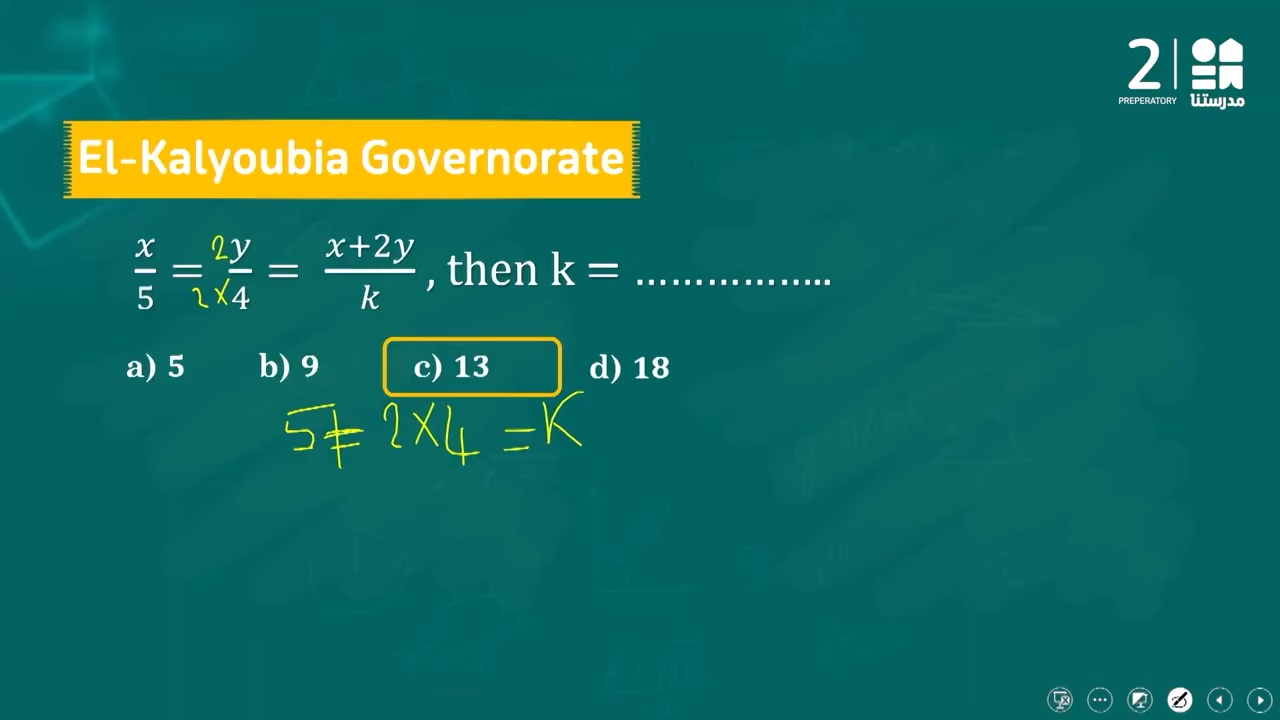 2
PREPERATORY
مدرستنا
El-Kalyoubia Governorate
x/5 = 2y/2×4 = x+2y/k , then k = ……………..
a) 5 b) 9 c) 13 d) 18
5+= 2×4 = K